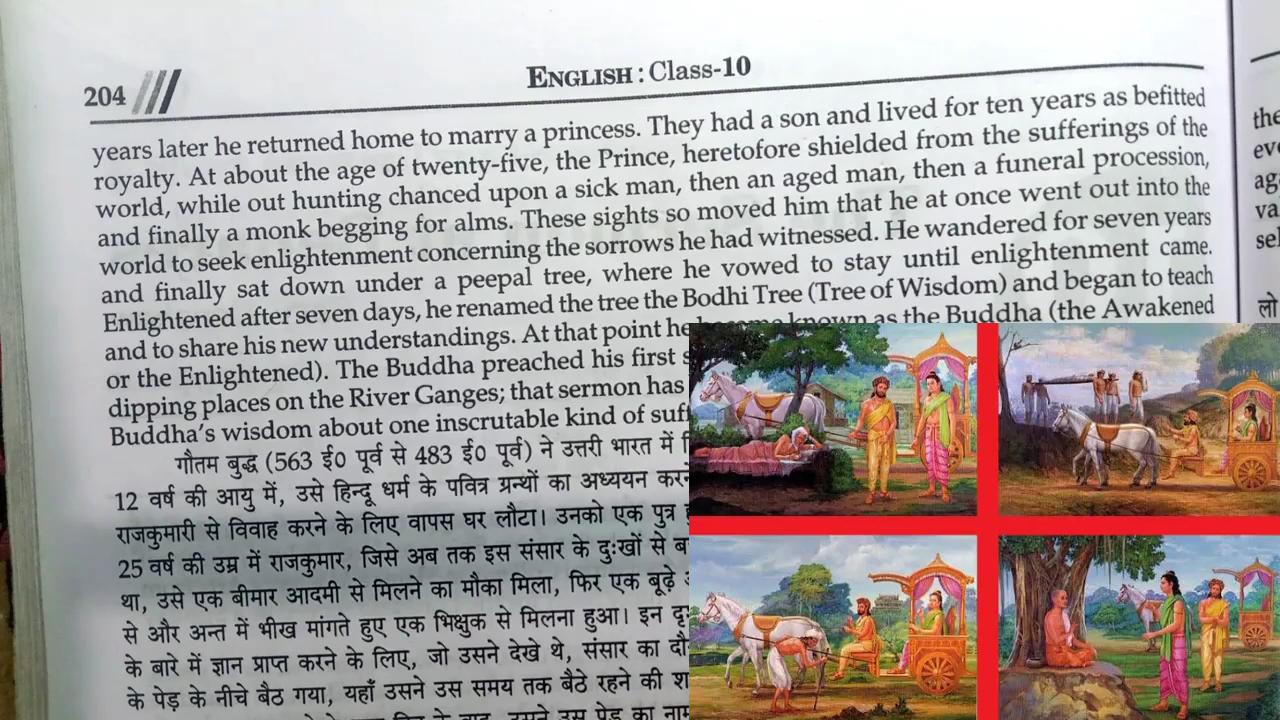 204
ENGLISH : Class-10
years later he returned home to marry a princess. They had a son and lived for ten years as befitted
royalty. At about the age of twenty-five, the Prince, heretofore shielded from the sufferings of the
world, while out hunting chanced upon a sick man, then an aged man, then a funeral procession,
and finally a monk begging for alms. These sights so moved him that he at once went out into the
world to seek enlightenment concerning the sorrows he had witnessed. He wandered for seven years
and finally sat down under a peepal tree, where he vowed to stay until enlightenment came.
Enlightened after seven days, he renamed the tree the Bodhi Tree (Tree of Wisdom) and began to teach
and to share his new understandings. At that point he became known as the Buddha (the Awakened
or the Enlightened). The Buddha preached his first
dipping places on the River Ganges; that sermon has
Buddha's wisdom about one inscrutable kind of
गौतम बुद्ध (563 ई० पूर्व से 483 ई० पूर्व) ने उत्तरी भारत में
12 वर्ष की आयु में, उसे हिन्दू धर्म के पवित्र ग्रन्थों का अध्ययन
राजकुमारी से विवाह करने के लिए वापस घर लौटा। उनको एक पुत्र
25 वर्ष की उम्र में राजकुमार, जिसे अब तक इस संसार के दुःखों से
था, उसे एक बीमार आदमी से मिलने का मौका मिला, फिर एक बूढ़े
से और अन्त में भीख मांगते हुए एक भिक्षुक से मिलना हुआ। इन
के बारे में ज्ञान प्राप्त करने के लिए, जो उसने देखे थे, संसार का
के पेड़ के नीचे बैठ गया, यहाँ उसने उस समय तक बैठे रहने की
उसने उस पेड़ का नाम
the
लो